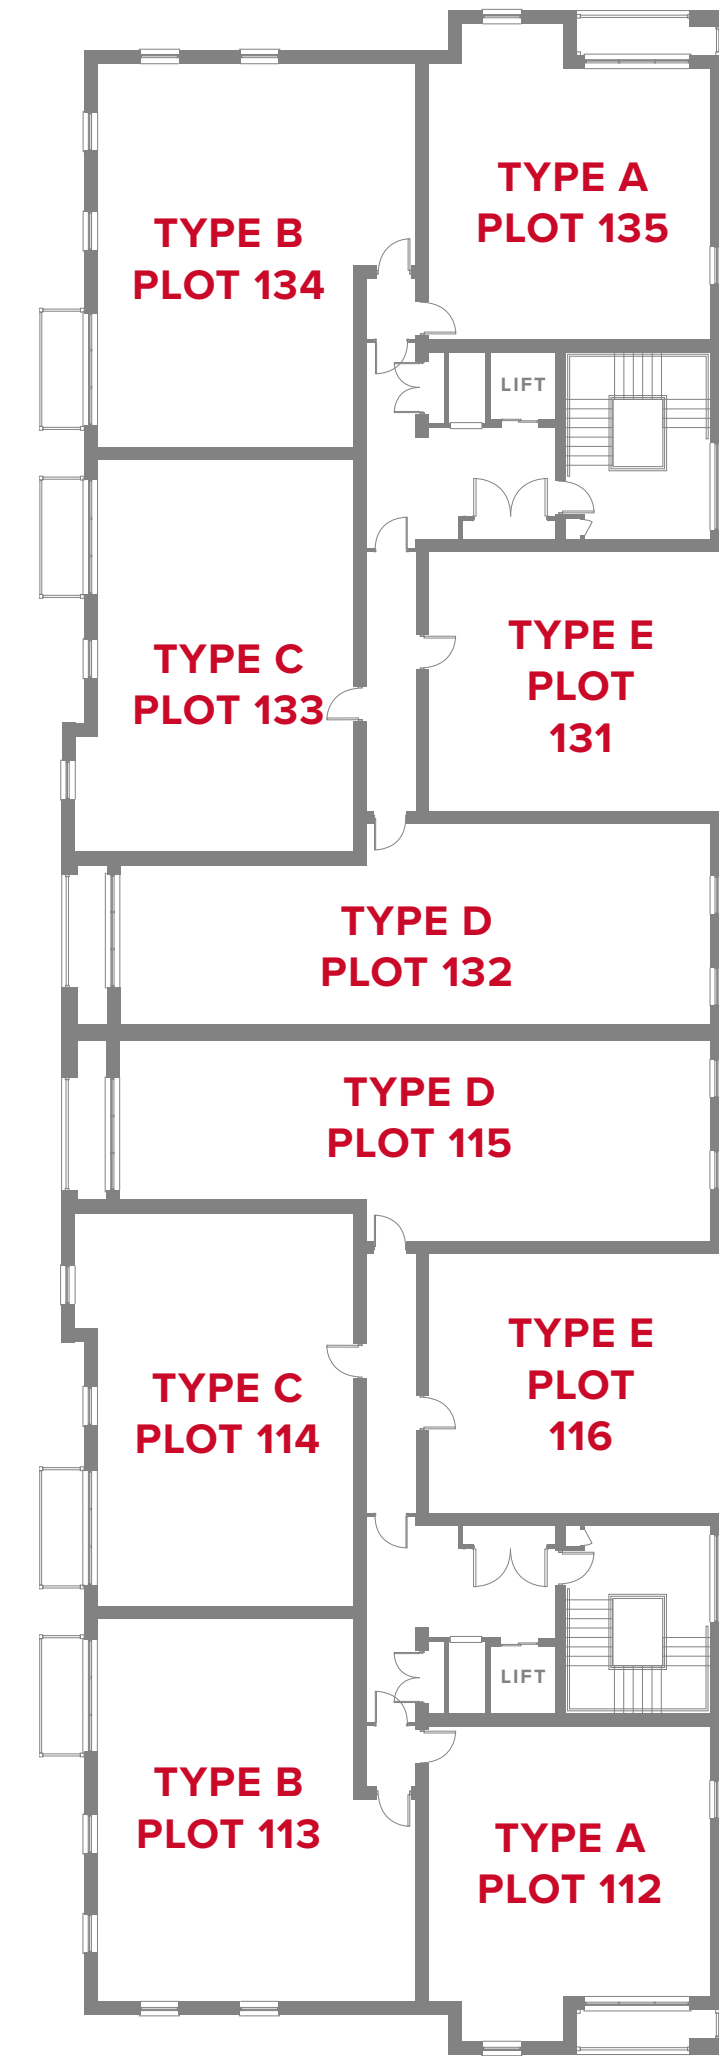 TYPE A
PLOT 135
TYPE B
PLOT 134
LIFT
TYPE E
PLOT
131
TYPE C
PLOT 133
TYPE D
PLOT 132
TYPE D
PLOT 115
TYPE E
PLOT
116
TYPE C
PLOT 114
LIFT
TYPE B
PLOT 113
TYPE A
PLOT 112